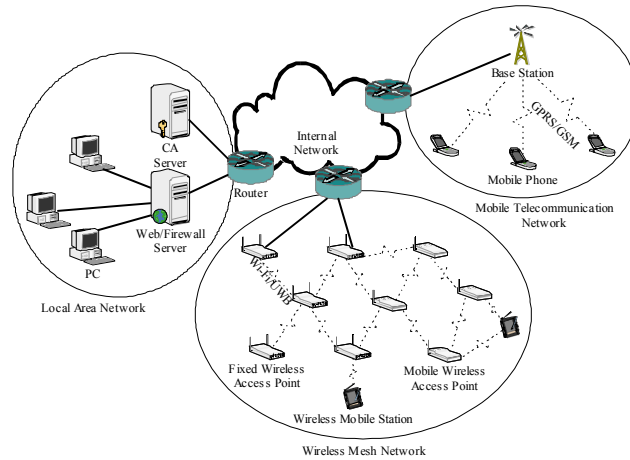 Base Station
GPRS/GSM
Mobile Phone
Mobile Telecommunication
Network
Internal
Network
CA
Server
Router
Web/Firewall
Server
PC
Local Area Network
Wi-Fi/UWB
Fixed Wireless
Access Point
Mobile Wireless
Access Point
Wireless Mobile Station
Wireless Mesh Network